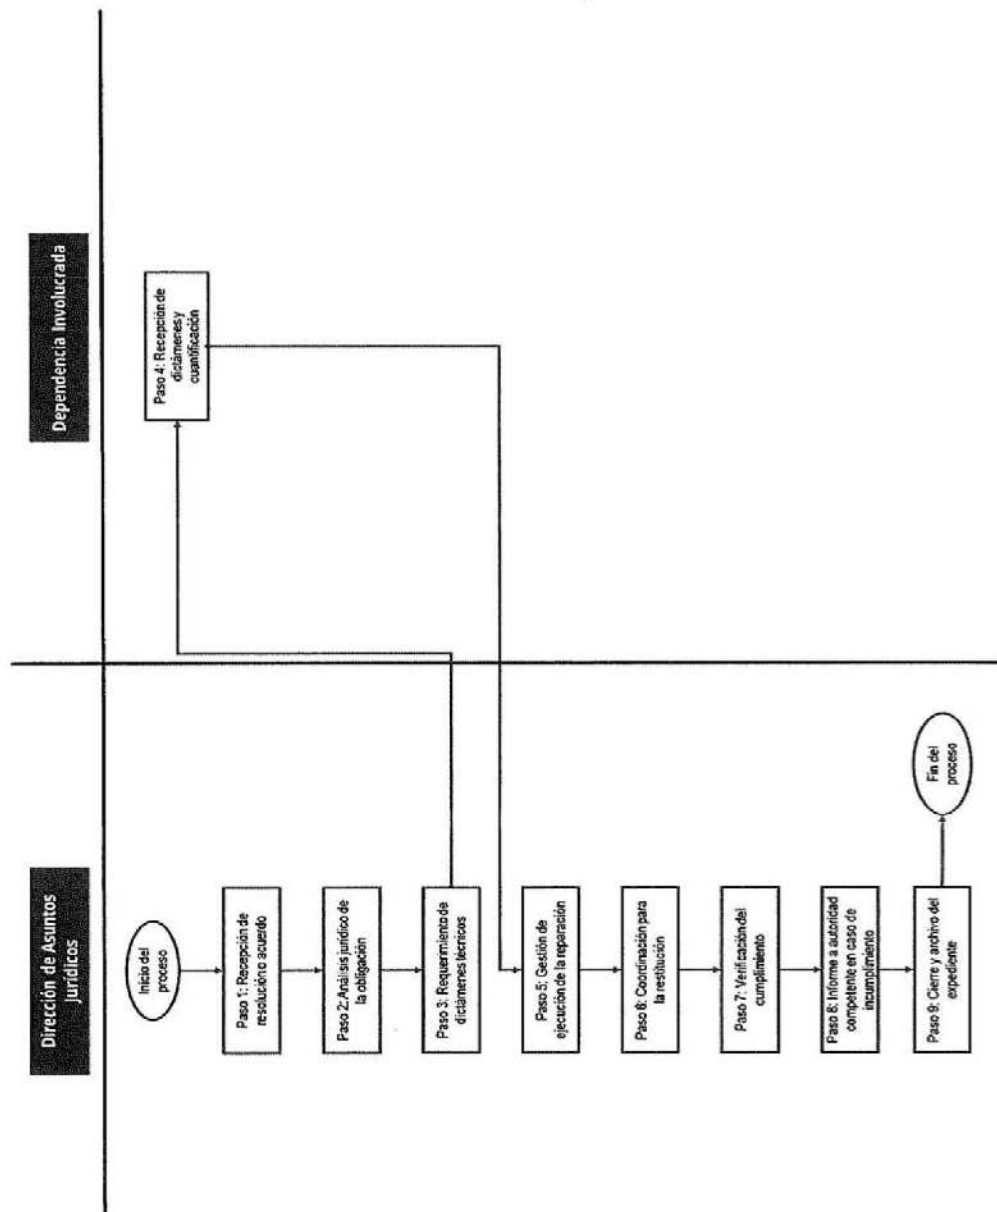 Dirección de Asuntos
Jurídicos
Dependencia Involucrada
Inicio del
proceso
Paso 1: Recepción de
resolución o acuerdo
Paso 2: Análisis jurídico de
la obligación
Paso 3: Requerimiento de
dictámenes técnicos
Paso 4: Recepción de
dictámenes y
cuantificación
Paso 5: Gestión de
ejecución de la reparación
Paso 6: Coordinación para
la restitución
Paso 7: Verificación del
cumplimiento
Paso 8: Informe a autoridad
competente en caso de
incumplimiento
Paso 9: Cierre y archivo del
expediente
Fin del
proceso